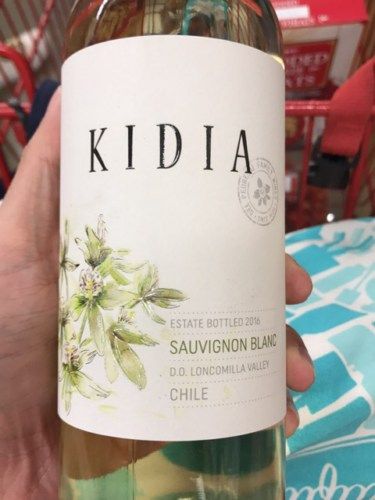 KIDIA
ESTATE BOTTLED 2016
SAUVIGNON BLANC
D.O. LONCOMILLA VALLEY
CHILE